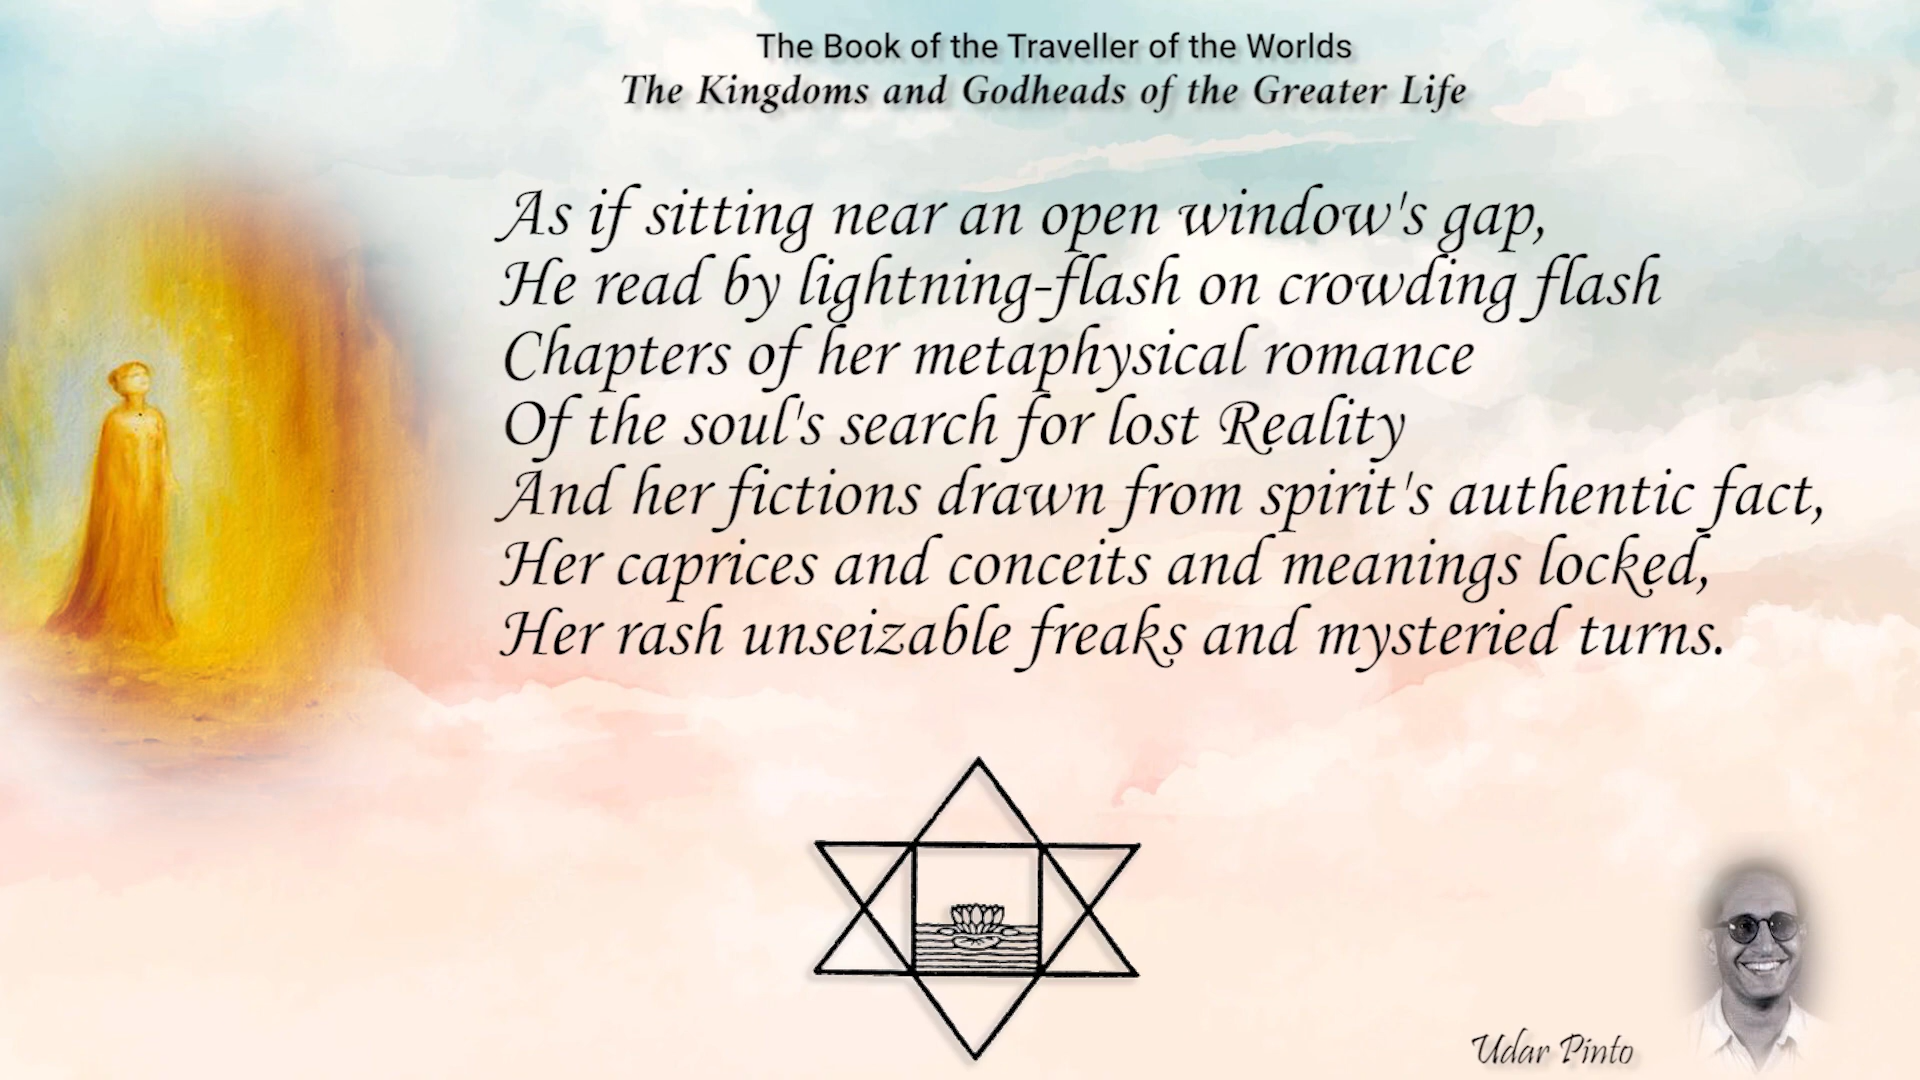 The Book of the Traveller of the Worlds
The Kingdoms and Godheads of the Greater Life
As if sitting near an open window's gap,
He read by lightning-flash on crowding flash
Chapters of her metaphysical romance
Of the soul's search for lost Reality
And her fictions drawn from spirit's authentic fact,
Her caprices and conceits and meanings locked,
Her rash unseizable freaks and mysteried turns.
Udar Pinto